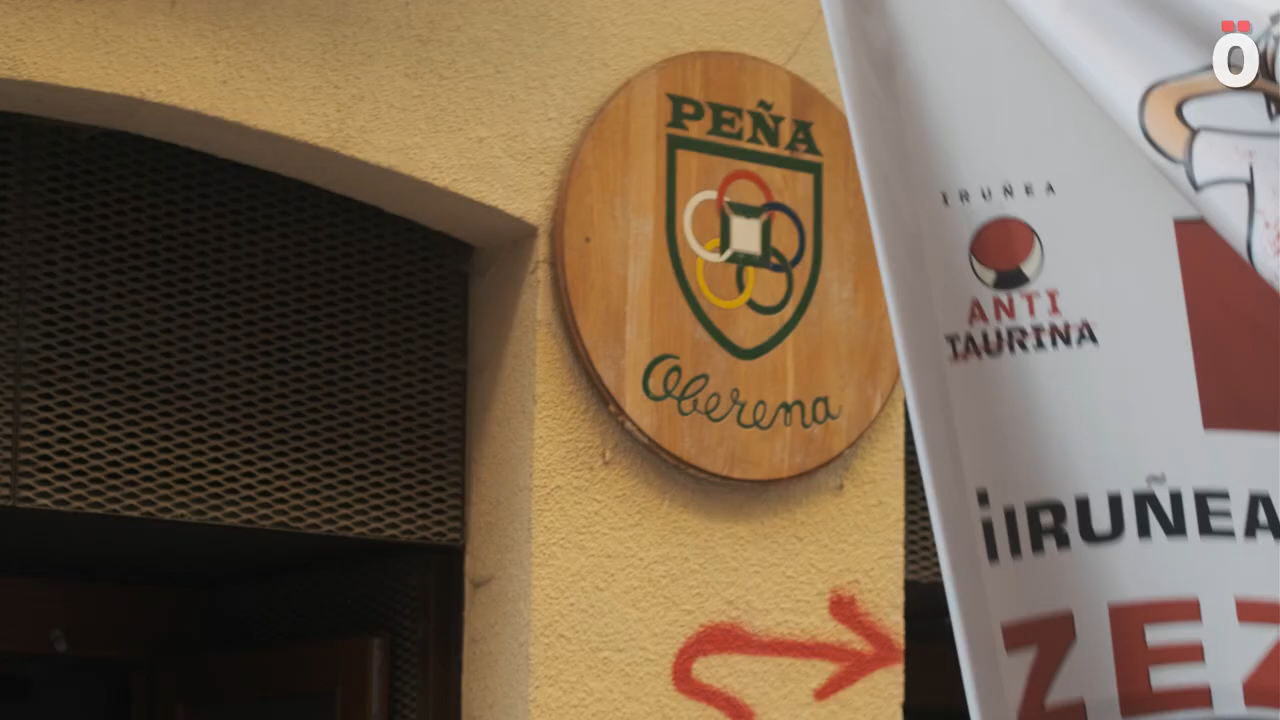 PEÑA
Oberena
IRUÑEA
ANTI
TAURINA
¡IRUÑEA
ZEZ
Ö